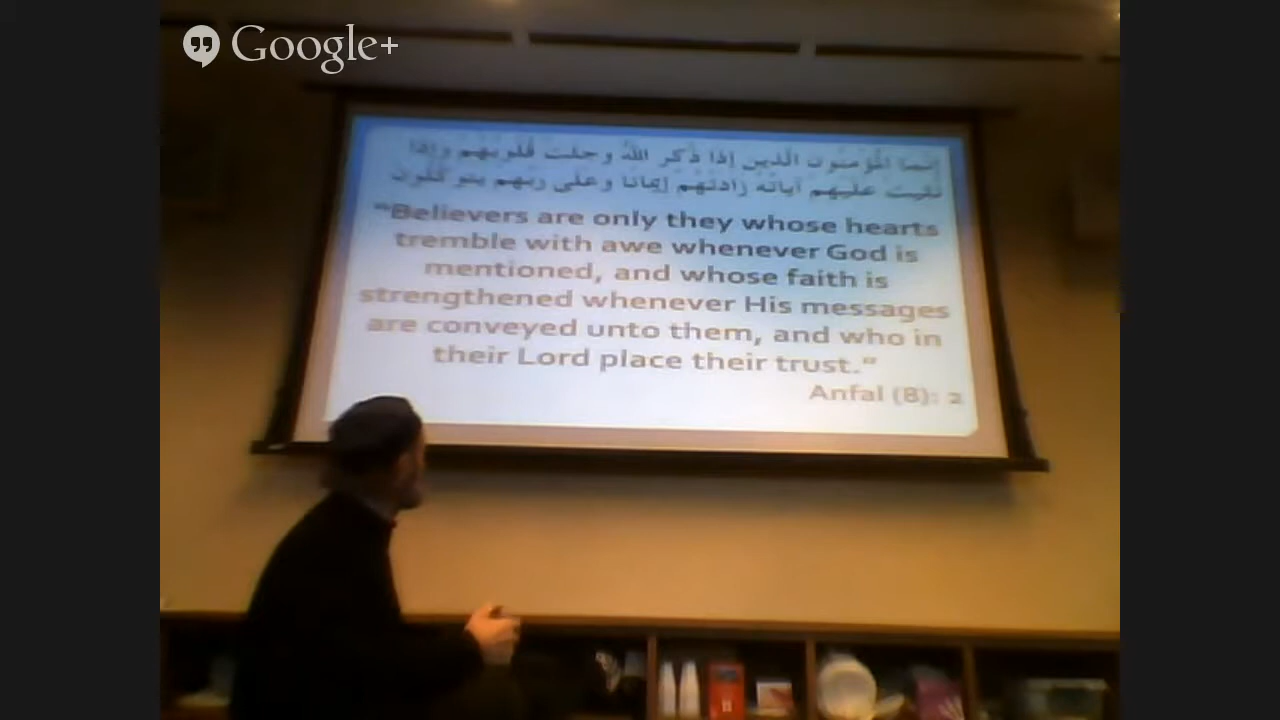 Google+
إنما المؤمنون الذين إذا ذكر الله وجلت قلوبهم وإذا
تليت عليهم آياته زادتهم إيمانا وعلى ربهم يتوكلون
"Believers are only they whose hearts
tremble with awe whenever God is
mentioned, and whose faith is
strengthened whenever His messages
are conveyed unto them, and who in
their Lord place their trust."
Anfal (8): 2